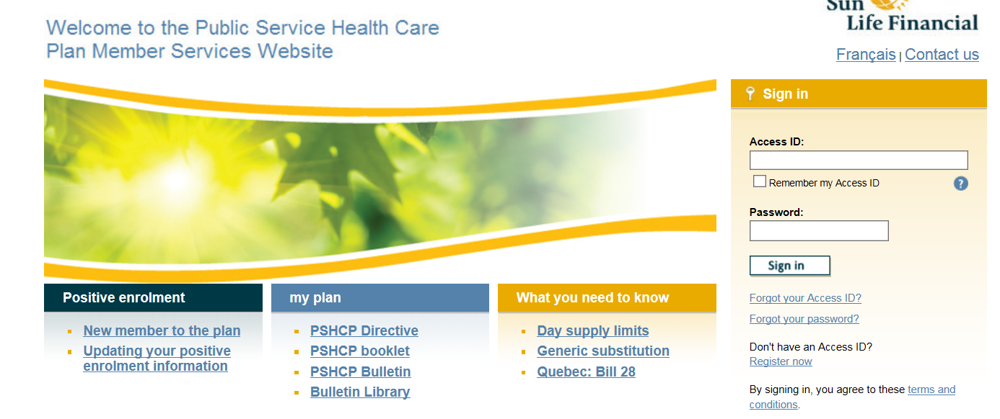 Welcome to the Public Service Health Care
Plan Member Services Website
Sun
Life Financial
Français | Contact us
Sign in
Access ID:
Remember my Access ID
?
Password:
Sign in
Forgot your Access ID?
Forgot your password?
Don't have an Access ID?
Register now
By signing in, you agree to these terms and
conditions.
Positive enrolment
New member to the plan
Updating your positive
enrolment information
my plan
PSHCP Directive
PSHCP booklet
PSHCP Bulletin
Bulletin Library
What you need to know
Day supply limits
Generic substitution
Quebec: Bill 28